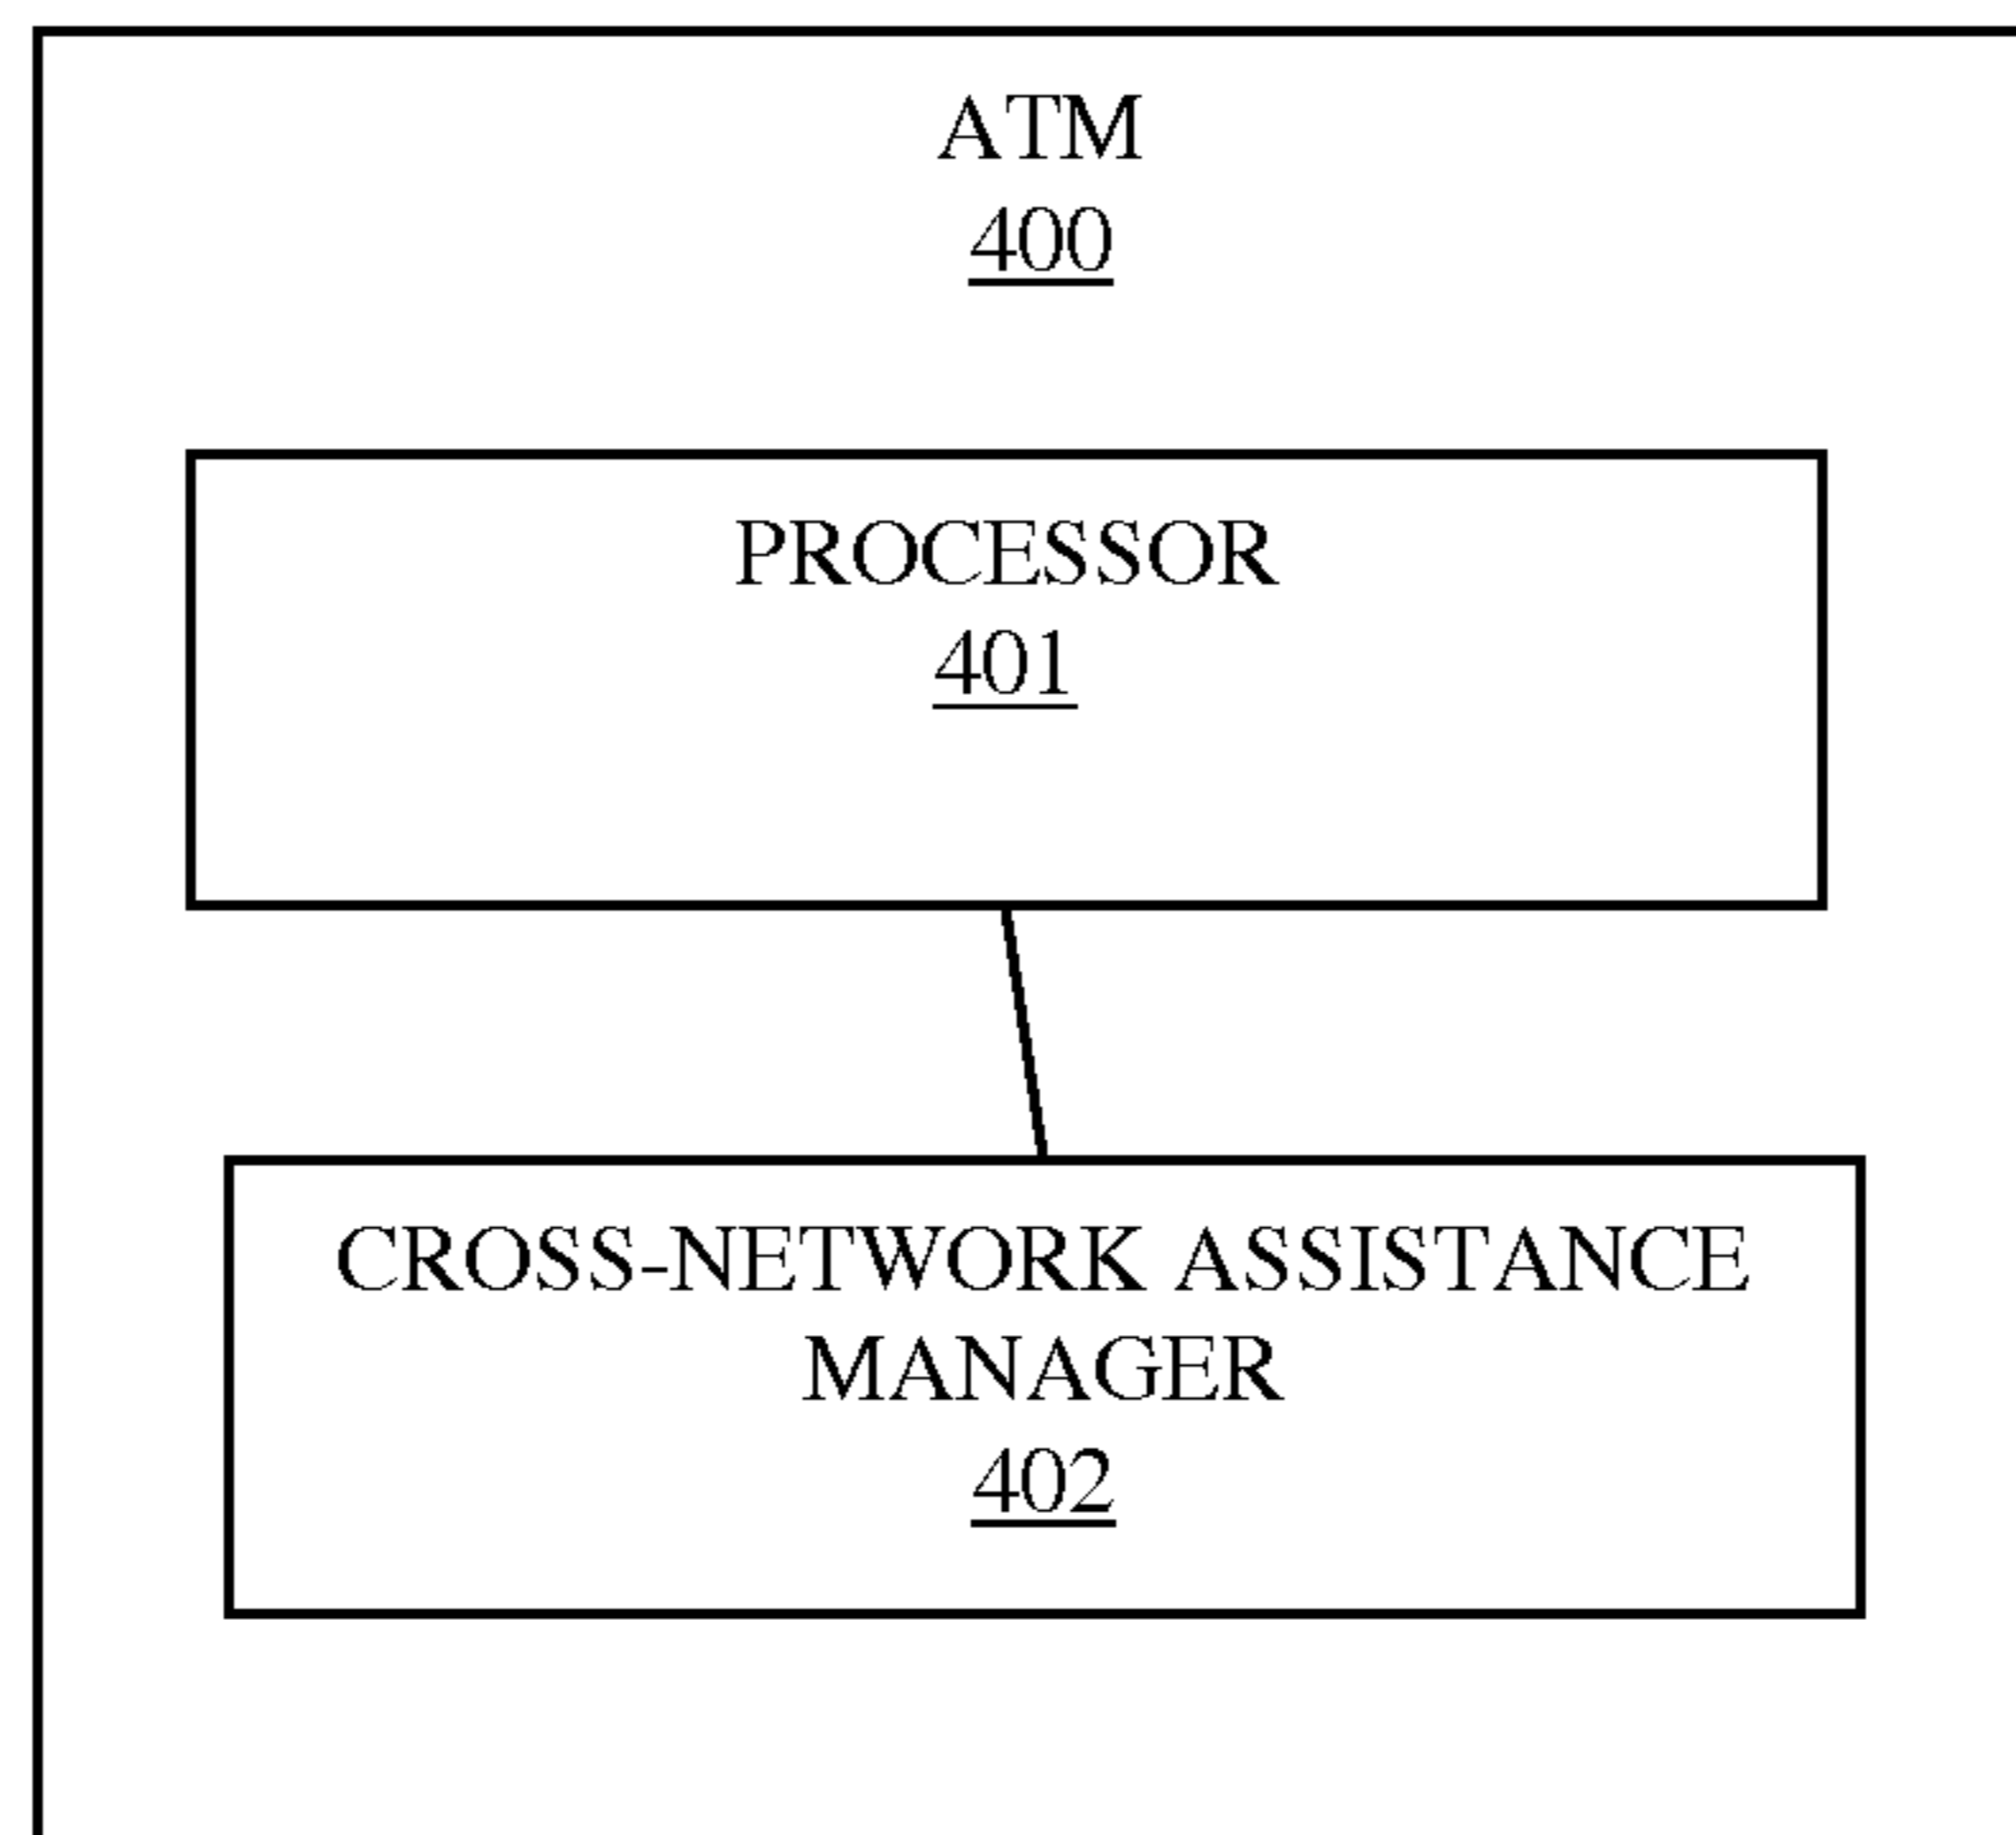 ATM
400
PROCESSOR
401
CROSS-NETWORK ASSISTANCE
MANAGER
402